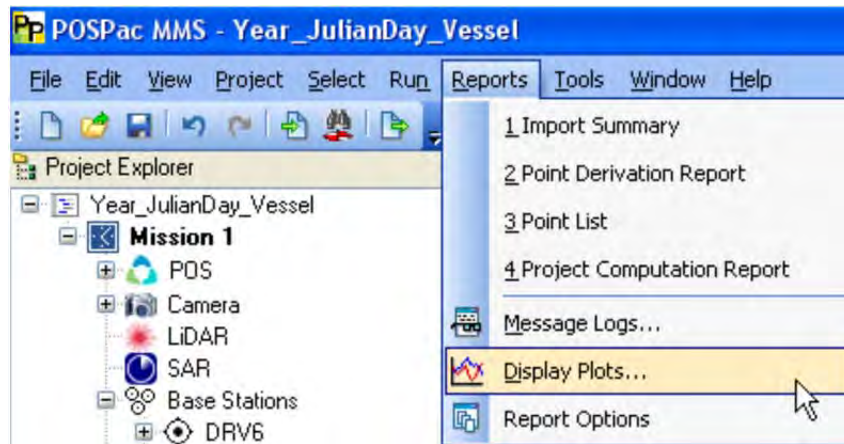 PP POSPac MMS - Year_JulianDay_Vessel
File Edit View Project Select Run Reports Tools Window Help
Project Explorer
Year_JulianDay_Vessel
Mission 1
POS
Camera
LiDAR
SAR
Base Stations
DRV6
1 Import Summary
2 Point Derivation Report
3 Point List
4 Project Computation Report
Message Logs...
Display Plots...
Report Options